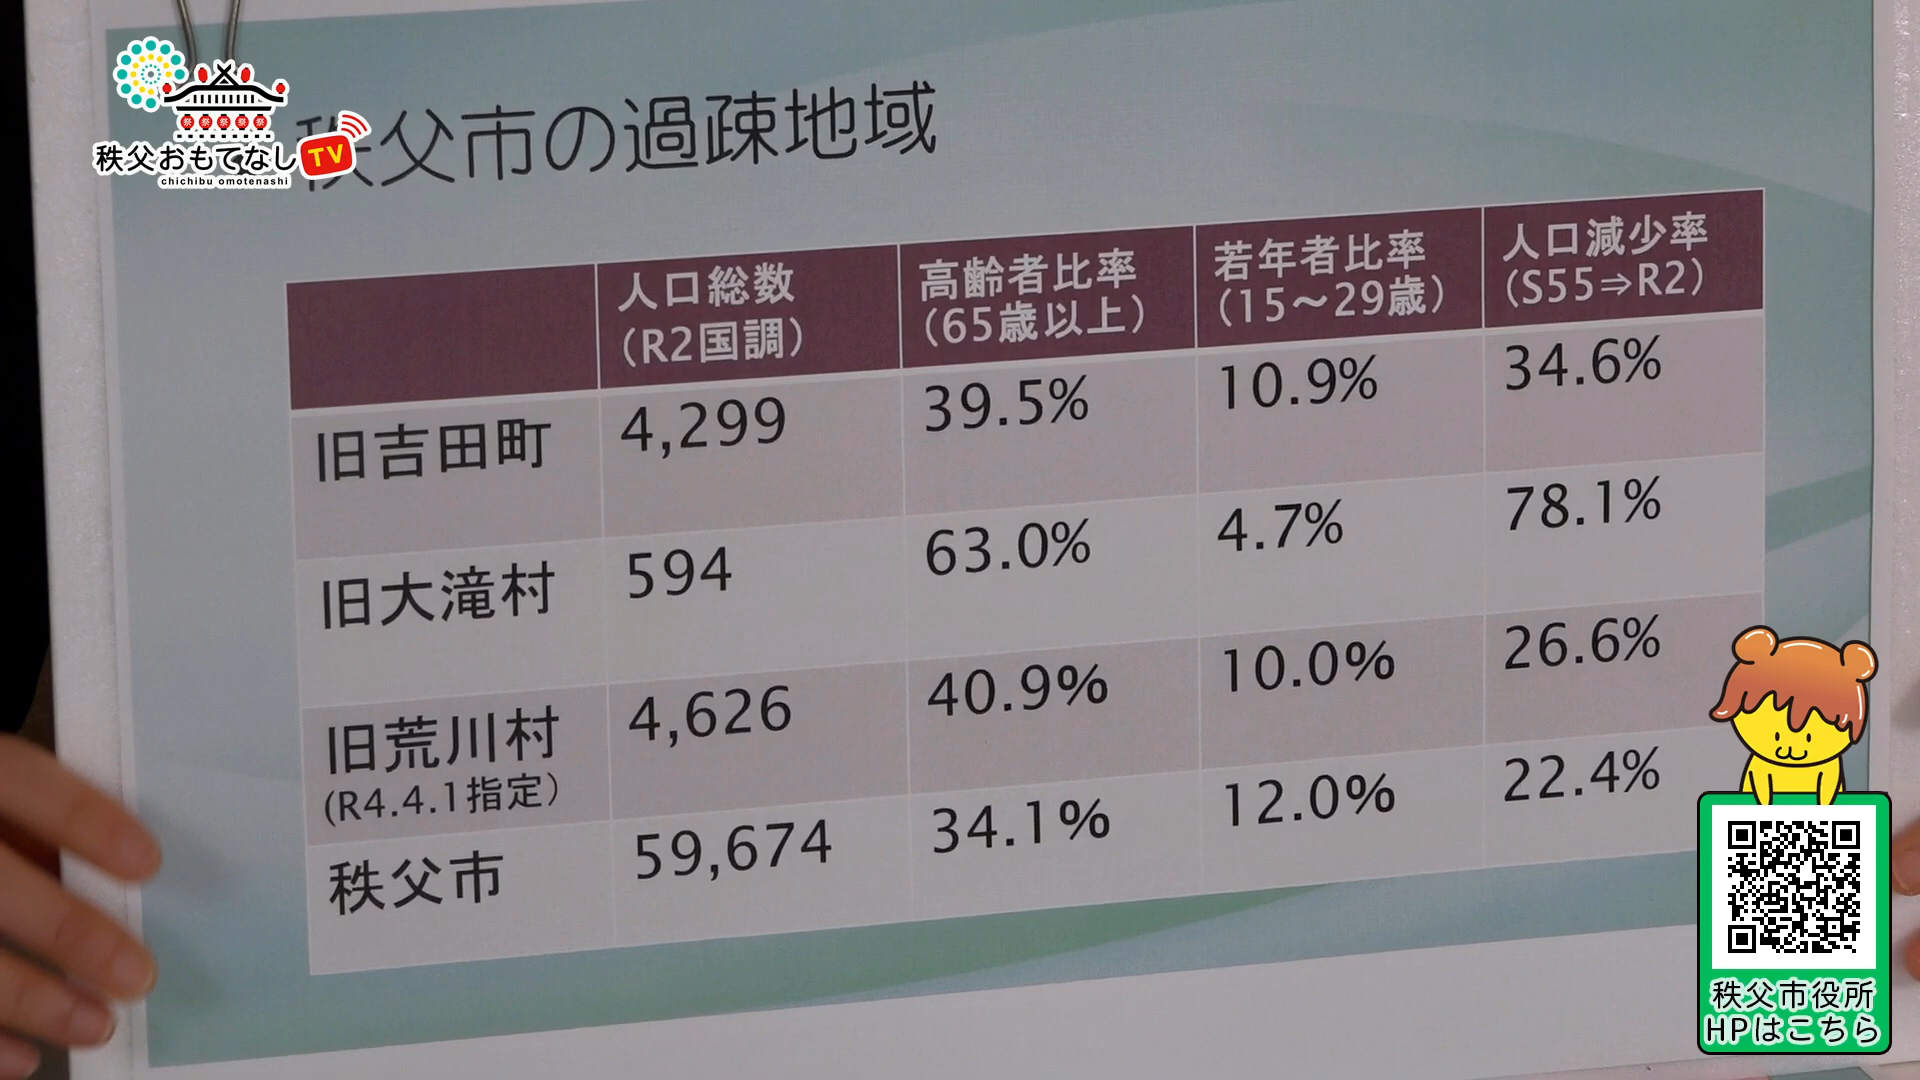 秩父おもてなしTV
chichibu omotenashi
秩父市の過疎地域
人口総数
(R2国調)
高齢者比率
(65歳以上)
若年者比率
(15～29歳)
人口減少率
(S55⇒R2)
旧吉田町 4,299 39.5% 10.9% 34.6%
旧大滝村 594 63.0% 4.7% 78.1%
旧荒川村 4,626 40.9% 10.0% 26.6%
(R4.4.1指定)
秩父市 59,674 34.1% 12.0% 22.4%
秩父市役所
HPはこちら